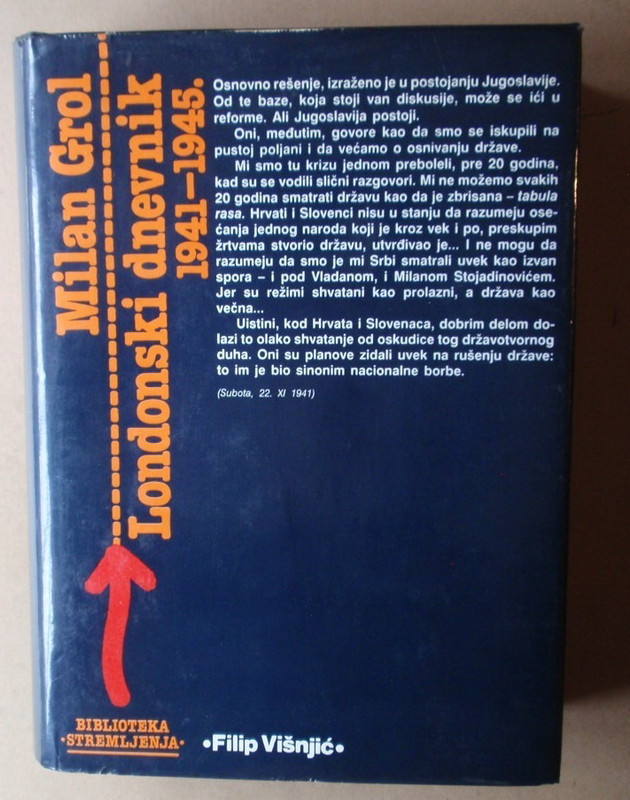 Milan Grol
Londonski dnevnik
1941–1945.
Osnovno rešenje, izraženo je u postojanju Jugoslavije.
Od te baze, koja stoji van diskusije, može se ići u
reforme. Ali Jugoslavija postoji.
Oni, međutim, govore kao da smo se iskupili na
pustoj poljani i da većamo o osnivanju države.
Mi smo tu krizu jednom preboleli, pre 20 godina,
kad su se vodili slični razgovori. Mi ne možemo svakih
20 godina smatrati državu kao da je zbrisana – tabula
rasa. Hrvati i Slovenci nisu u stanju da razumeju ose-
ćanja jednog naroda koji je kroz vek i po, preskupim
žrtvama stvorio državu, utvrđivao je... I ne mogu da
razumeju da smo je mi Srbi smatrali uvek kao izvan
spora – i pod Vladanom, i Milanom Stojadinovićem.
Jer su režimi shvatani kao prolazni, a država kao
večna...
Uistini, kod Hrvata i Slovenaca, dobrim delom do-
lazi to olako shvatanje od oskudice tog državotvornog
duha. Oni su planove zidali uvek na rušenju države:
to im je bio sinonim nacionalne borbe.
(Subota, 22. XI 1941)
BIBLIOTEKA
•STREMLJENJA•
•Filip Višnjić•